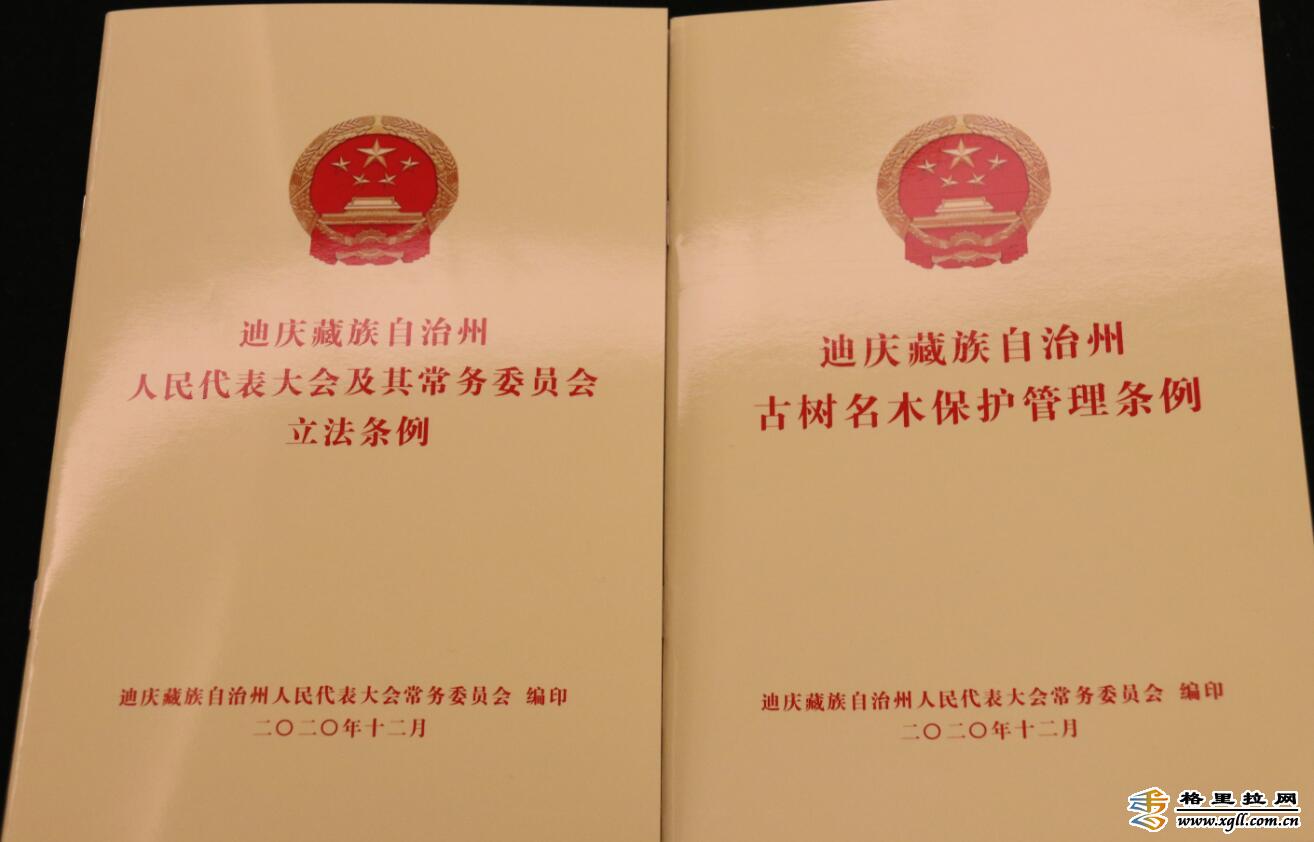 迪庆藏族自治州
人民代表大会及其常务委员会
立法条例
迪庆藏族自治州人民代表大会常务委员会 编印
二〇二〇年十二月
迪庆藏族自治州
古树名木保护管理条例
迪庆藏族自治州人民代表大会常务委员会 编印
二〇二〇年十二月
格里拉网
www.xgll.com.cn